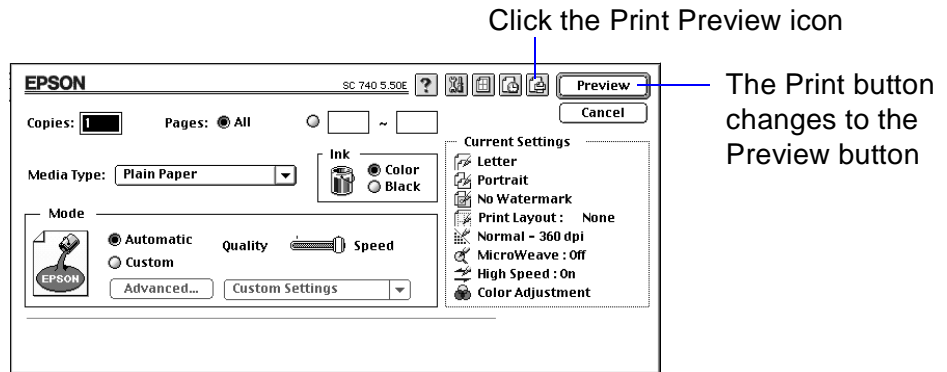 Click the Print Preview icon
EPSON SC 740 5.50E ? Preview
Cancel
Copies: 1 Pages: All ~
Media Type: Plain Paper
Ink
Color
Black
Mode
Automatic
Custom
Quality Speed
Advanced... Custom Settings
EPSON
Current Settings
Letter
Portrait
No Watermark
Print Layout : None
Normal - 360 dpi
MicroWeave : Off
High Speed : On
Color Adjustment
The Print button
changes to the
Preview button